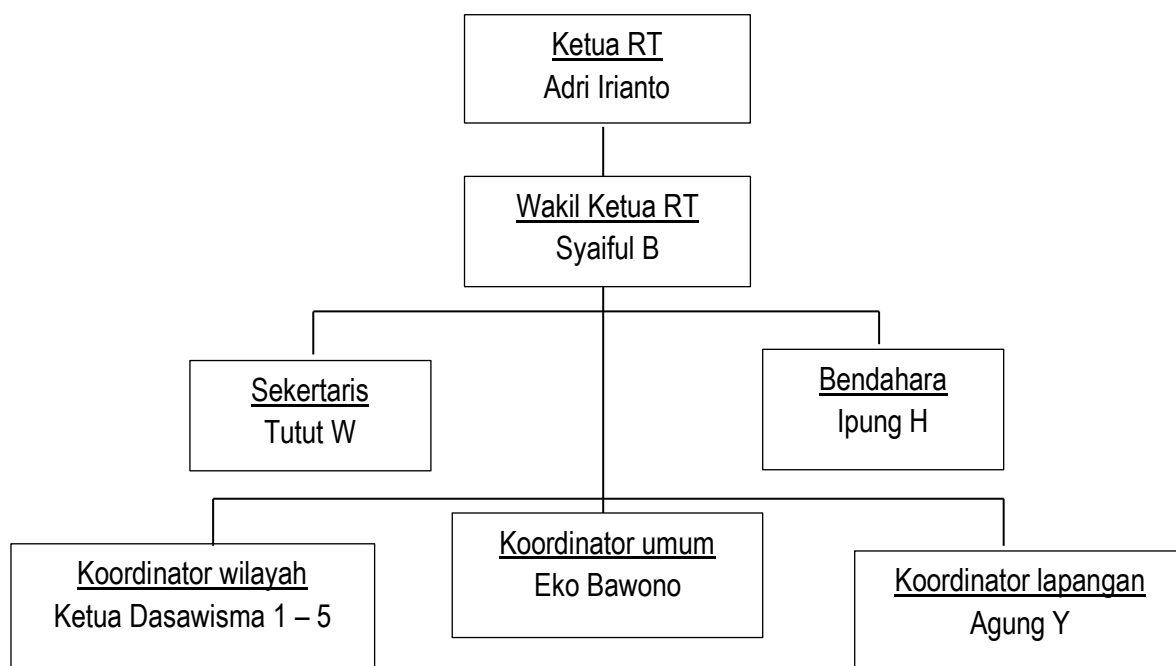 Ketua RT
Adri Irianto
Wakil Ketua RT
Syaiful B
Sekertaris
Tutut W
Bendahara
Ipung H
Koordinator wilayah
Ketua Dasawisma 1 – 5
Koordinator umum
Eko Bawono
Koordinator lapangan
Agung Y